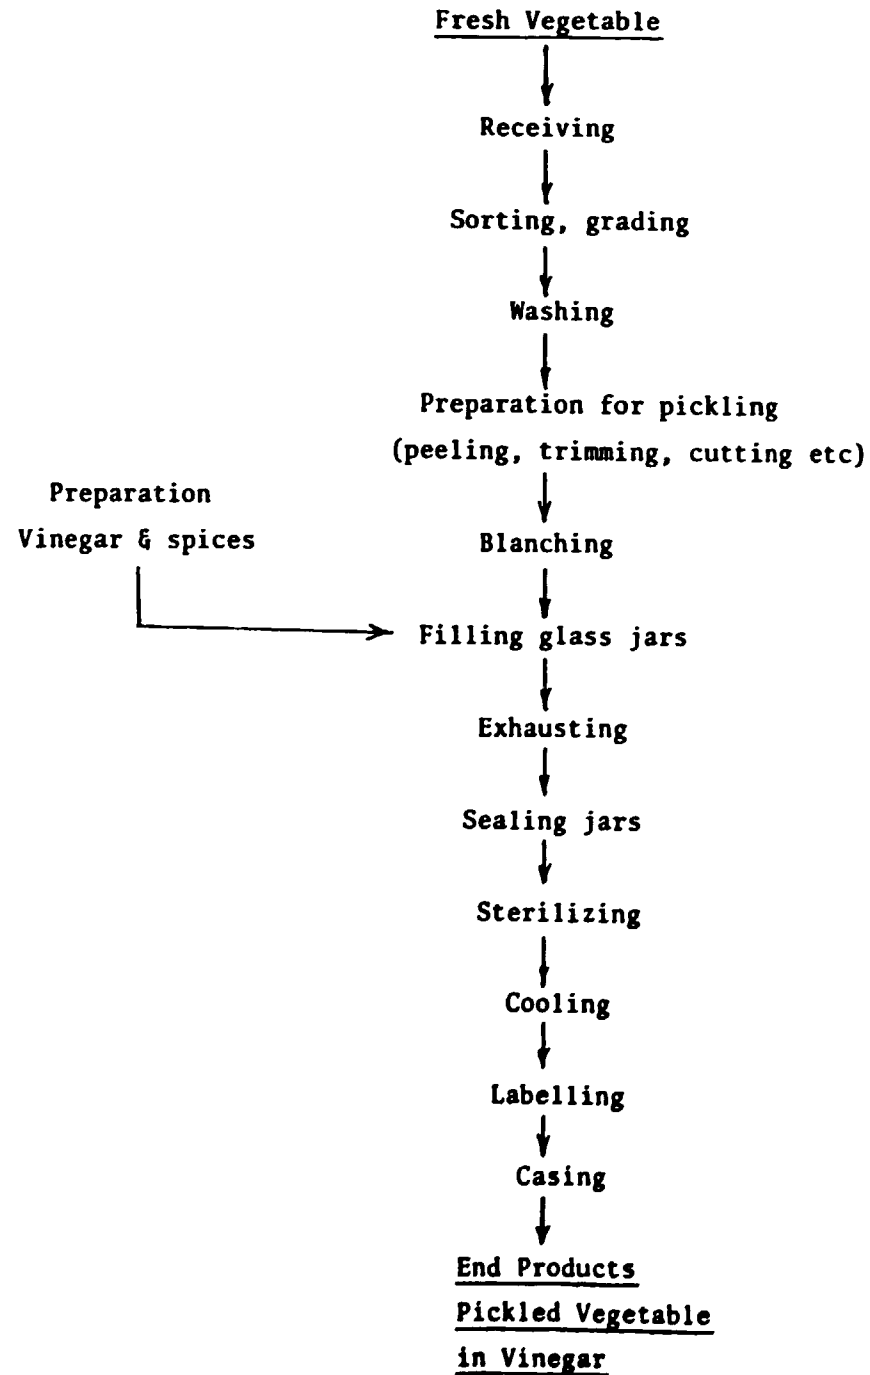 Fresh Vegetable
Receiving
Sorting, grading
Washing
Preparation for pickling
(peeling, trimming, cutting etc)
Preparation
Vinegar & spices
Blanching
Filling glass jars
Exhausting
Sealing jars
Sterilizing
Cooling
Labelling
Casing
End Products
Pickled Vegetable
in Vinegar